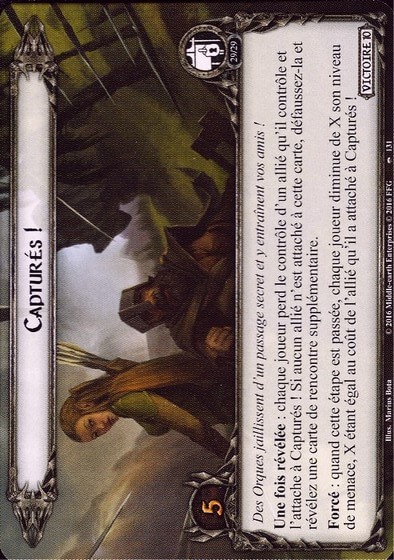 CAPTURÉS !
29/29
5
Des Orques jaillissent d'un passage secret et y entraînent vos amis !
Une fois révélée : chaque joueur perd le contrôle d'un allié qu'il contrôle et
l'attache à Capturés ! Si aucun allié n'est attaché à cette carte, défaussez-la et
révélez une carte de rencontre supplémentaire.
Forcé : quand cette étape est passée, chaque joueur diminue de X son niveau
de menace, X étant égal au coût de l'allié qu'il a attaché à Capturés !
VICTOIRE 10
Illus. Marius Bota
© 2016 Middle-earth Enterprises © 2016 FFG
131